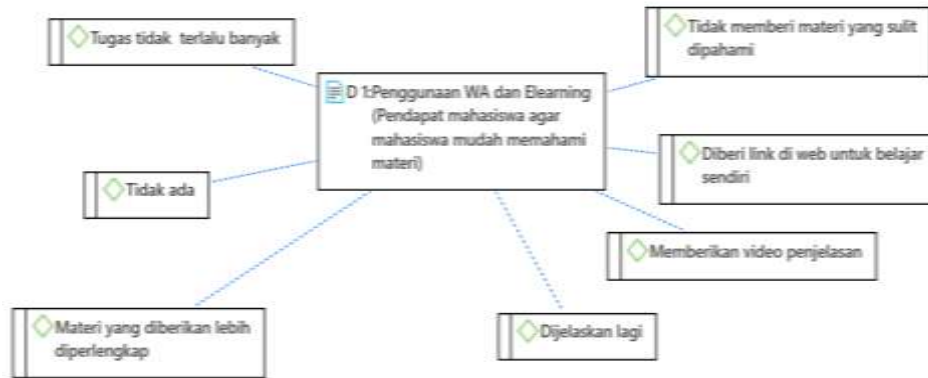 Tugas tidak terlalu banyak
Tidak memberi materi yang sulit
dipahami
D 1:Penggunaan WA dan Elearning
(Pendapat mahasiswa agar
mahasiswa mudah memahami
materi)
Diberi link di web untuk belajar
sendiri
Tidak ada
Memberikan video penjelasan
Materi yang diberikan lebih
diperlengkap
Dijelaskan lagi